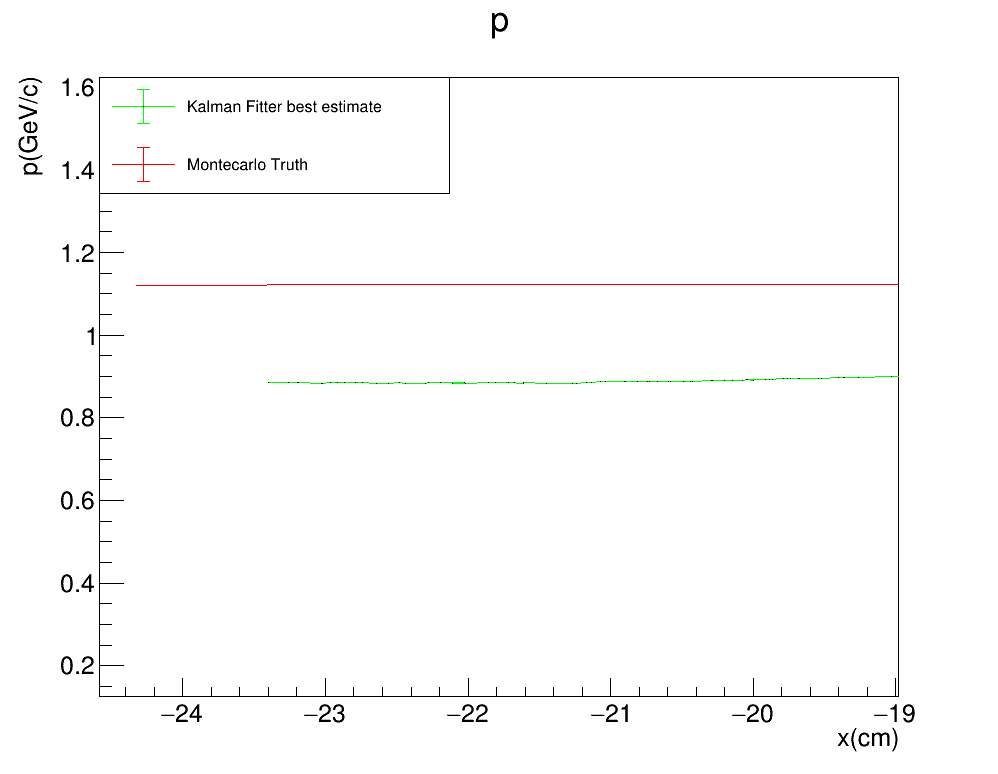 p
p(GeV/c)
1.6
1.4
1.2
1
0.8
0.6
0.4
0.2
Kalman Fitter best estimate
Montecarlo Truth
−24
−23
−22
−21
−20
−19
x(cm)